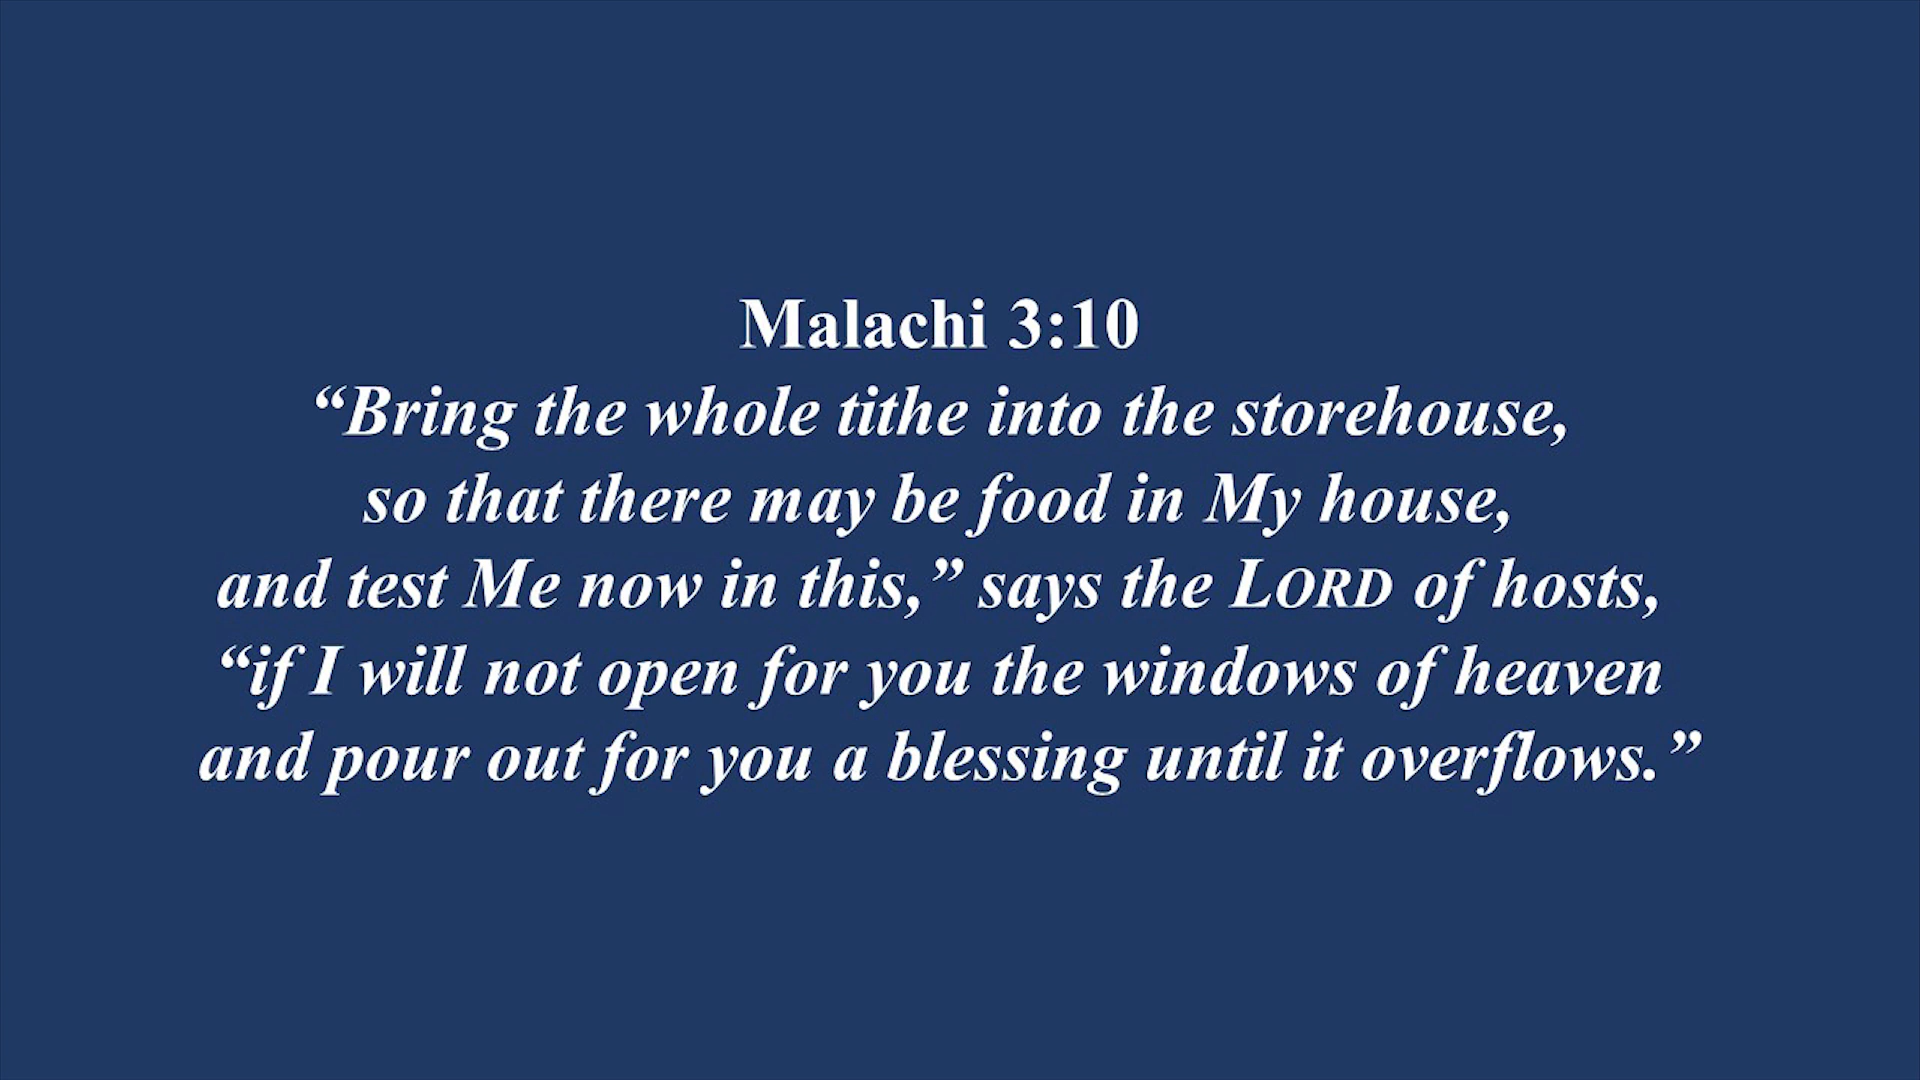 Malachi 3:10
“Bring the whole tithe into the storehouse,
so that there may be food in My house,
and test Me now in this,” says the LORD of hosts,
“if I will not open for you the windows of heaven
and pour out for you a blessing until it overflows.”